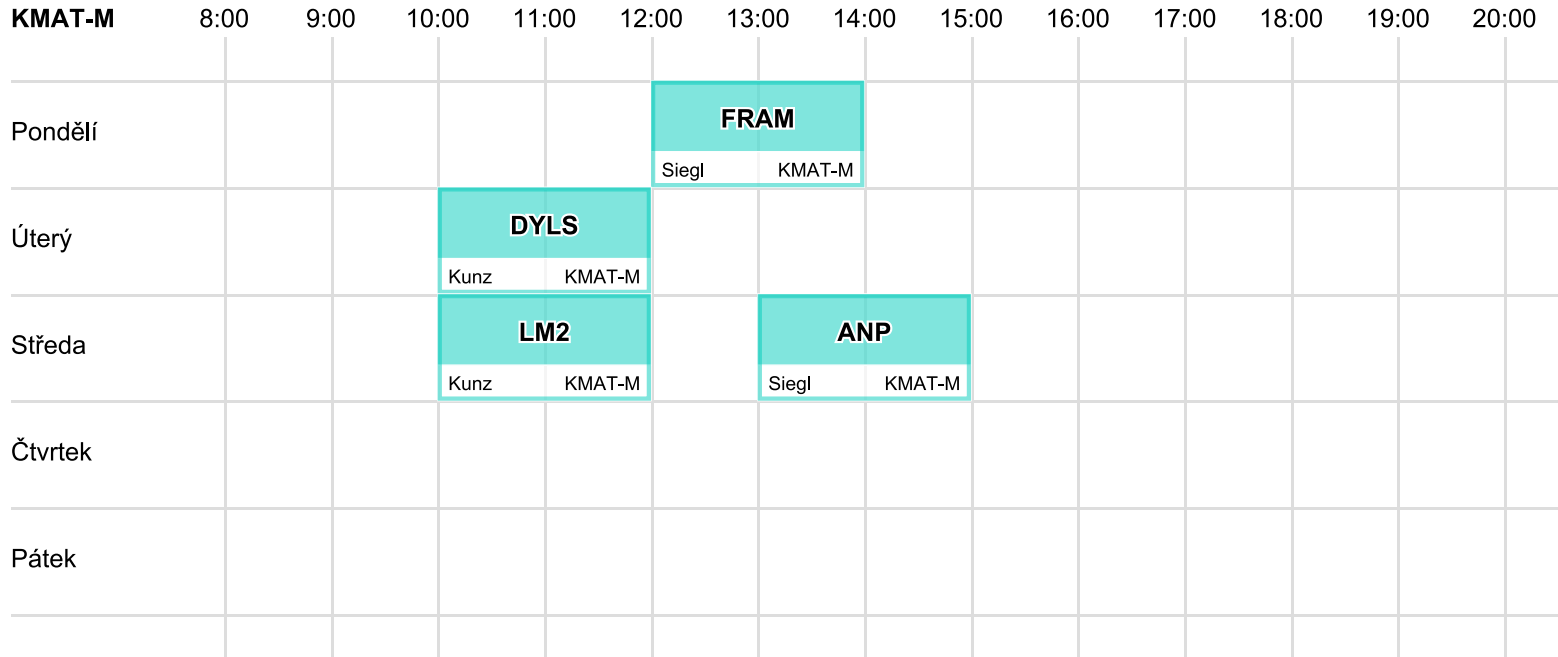 KMAT-M 8:00 9:00 10:00 11:00 12:00 13:00 14:00 15:00 16:00 17:00 18:00 19:00 20:00
Pondělí
FRAM
Siegl KMAT-M
Úterý
DYLS
Kunz KMAT-M
Středa
LM2
Kunz KMAT-M
ANP
Siegl KMAT-M
Čtvrtek
Pátek